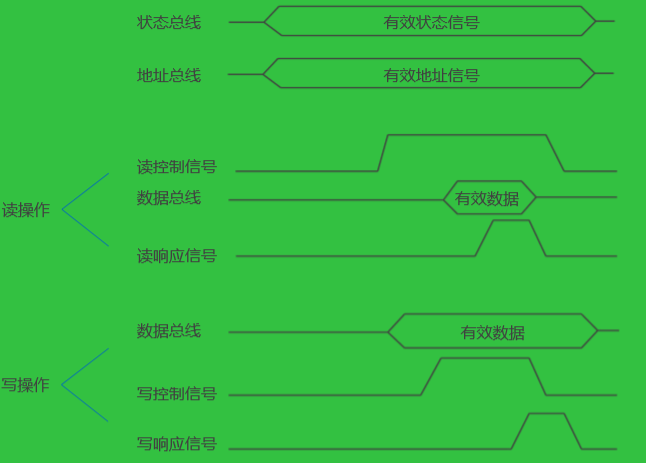 状态总线 有效状态信号
地址总线 有效地址信号
读控制信号
数据总线 有效数据
读操作
读响应信号
数据总线 有效数据
写操作
写控制信号
写响应信号